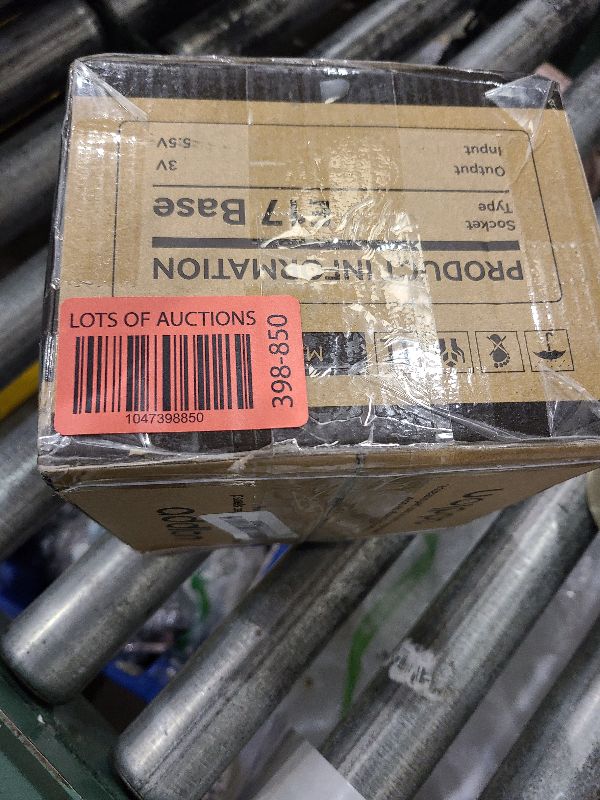 PRODUCT INFORMATION
Socket Type E17 Base
Output 3V
Input 5.5V
LOTS OF AUCTIONS
398-850
1047398850